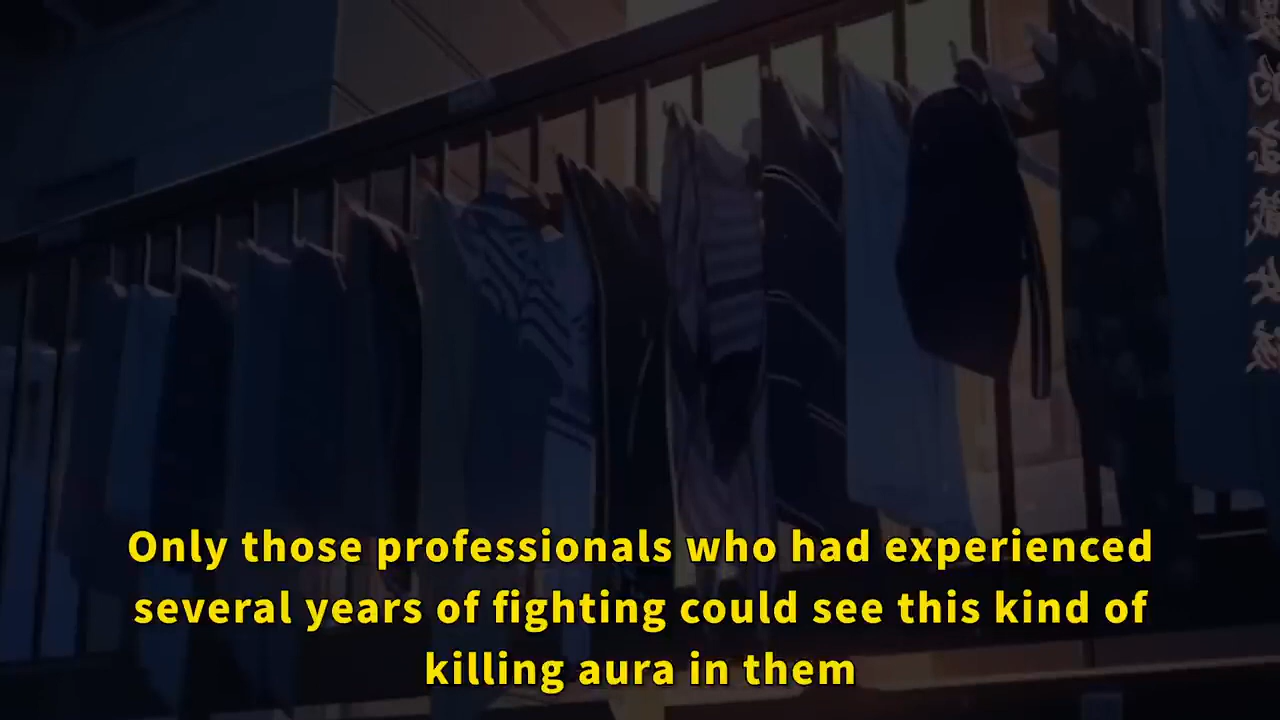 Only those professionals who had experienced
several years of fighting could see this kind of
killing aura in them